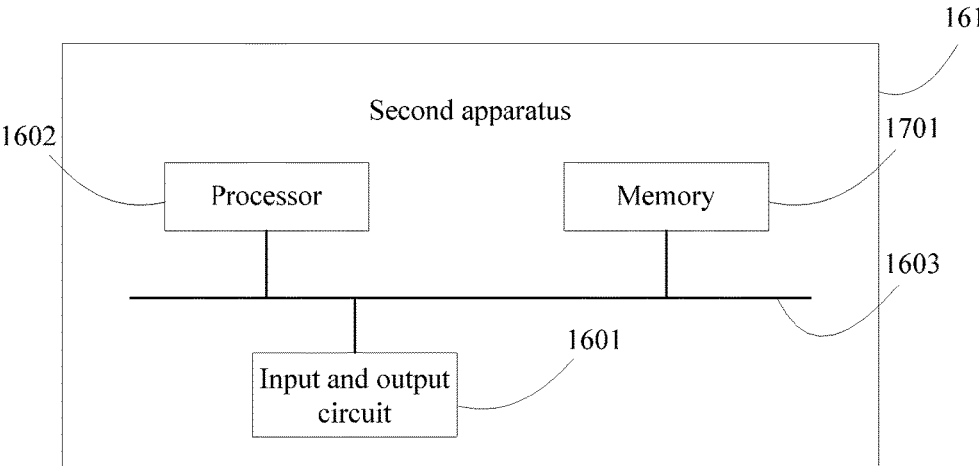 161
Second apparatus
1602
1701
Processor
Memory
1603
1601
Input and output
circuit